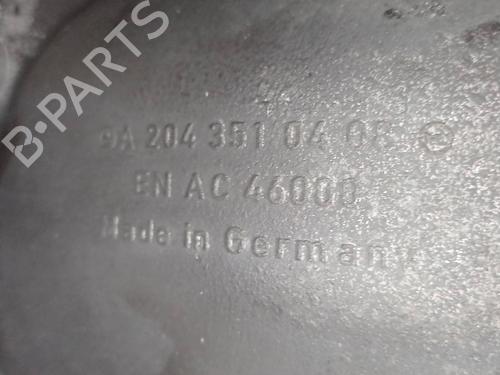 A 204 351 04 08
EN AC 46000
Made in Germany
B-PARTS